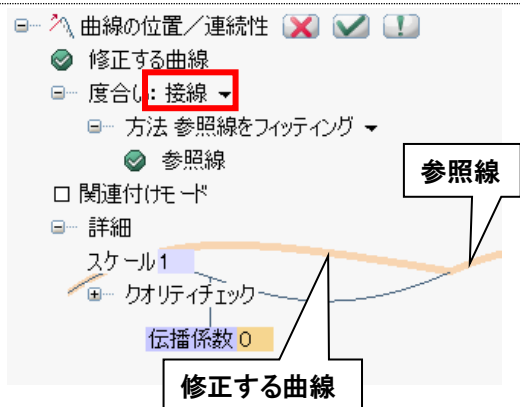 曲線の位置/連続性
修正する曲線
度合い: 接線
方法 参照線をフィッティング
参照線
参照線
関連付けモード
詳細
スケール 1
クオリティチェック
伝播係数 0
修正する曲線